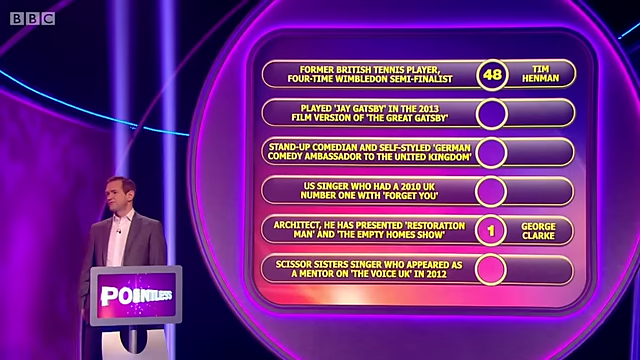 BBC
FORMER BRITISH TENNIS PLAYER,
FOUR-TIME WIMBLEDON SEMI-FINALIST
48
TIM
HENMAN
PLAYED 'JAY GATSBY' IN THE 2013
FILM VERSION OF 'THE GREAT GATSBY'
STAND-UP COMEDIAN AND SELF-STYLED 'GERMAN
COMEDY AMBASSADOR TO THE UNITED KINGDOM'
US SINGER WHO HAD A 2010 UK
NUMBER ONE WITH 'FORGET YOU'
ARCHITECT, HE HAS PRESENTED 'RESTORATION
MAN' AND 'THE EMPTY HOMES SHOW'
1
GEORGE
CLARKE
SCISSOR SISTERS SINGER WHO APPEARED AS
A MENTOR ON 'THE VOICE UK' IN 2012
POINTLESS